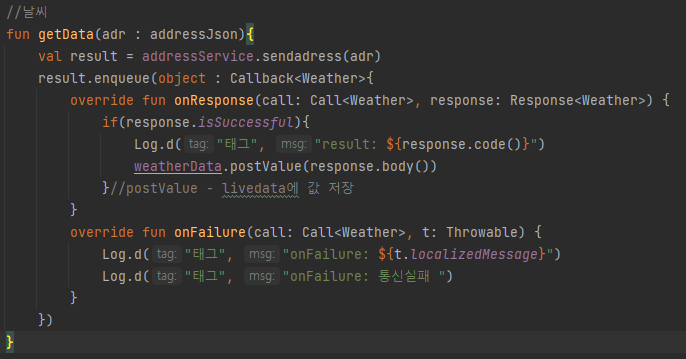 //날씨
fun getData(adr : addressJson){
    val result = addressService.sendadress(adr)
    result.enqueue(object : Callback<Weather>{
        override fun onResponse(call: Call<Weather>, response: Response<Weather>) {
            if(response.isSuccessful){
                Log.d( tag: "태그", msg: "result: ${response.code()}")
                weatherData.postValue(response.body())
            }//postValue - livedata에 값 저장
        }
        override fun onFailure(call: Call<Weather>, t: Throwable) {
            Log.d( tag: "태그", msg: "onFailure: ${t.localizedMessage}")
            Log.d( tag: "태그", msg: "onFailure: 통신실패 ")
        }
    })
}